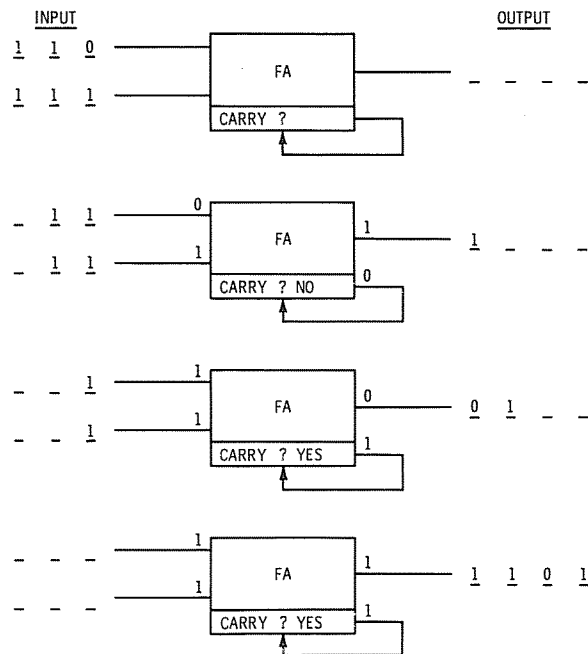 INPUT OUTPUT
1 1 0
FA
_ _ _ _
1 1 1
CARRY ?
_ 1 1 0 1
FA
1 _ _ _
_ 1 1 1 0
CARRY ? NO
_ _ 1 1 0
FA
0 1 _ _
_ _ 1 1 1
CARRY ? YES
_ _ _ 1 1
FA
1 1 0 1
_ _ _ 1 1
CARRY ? YES